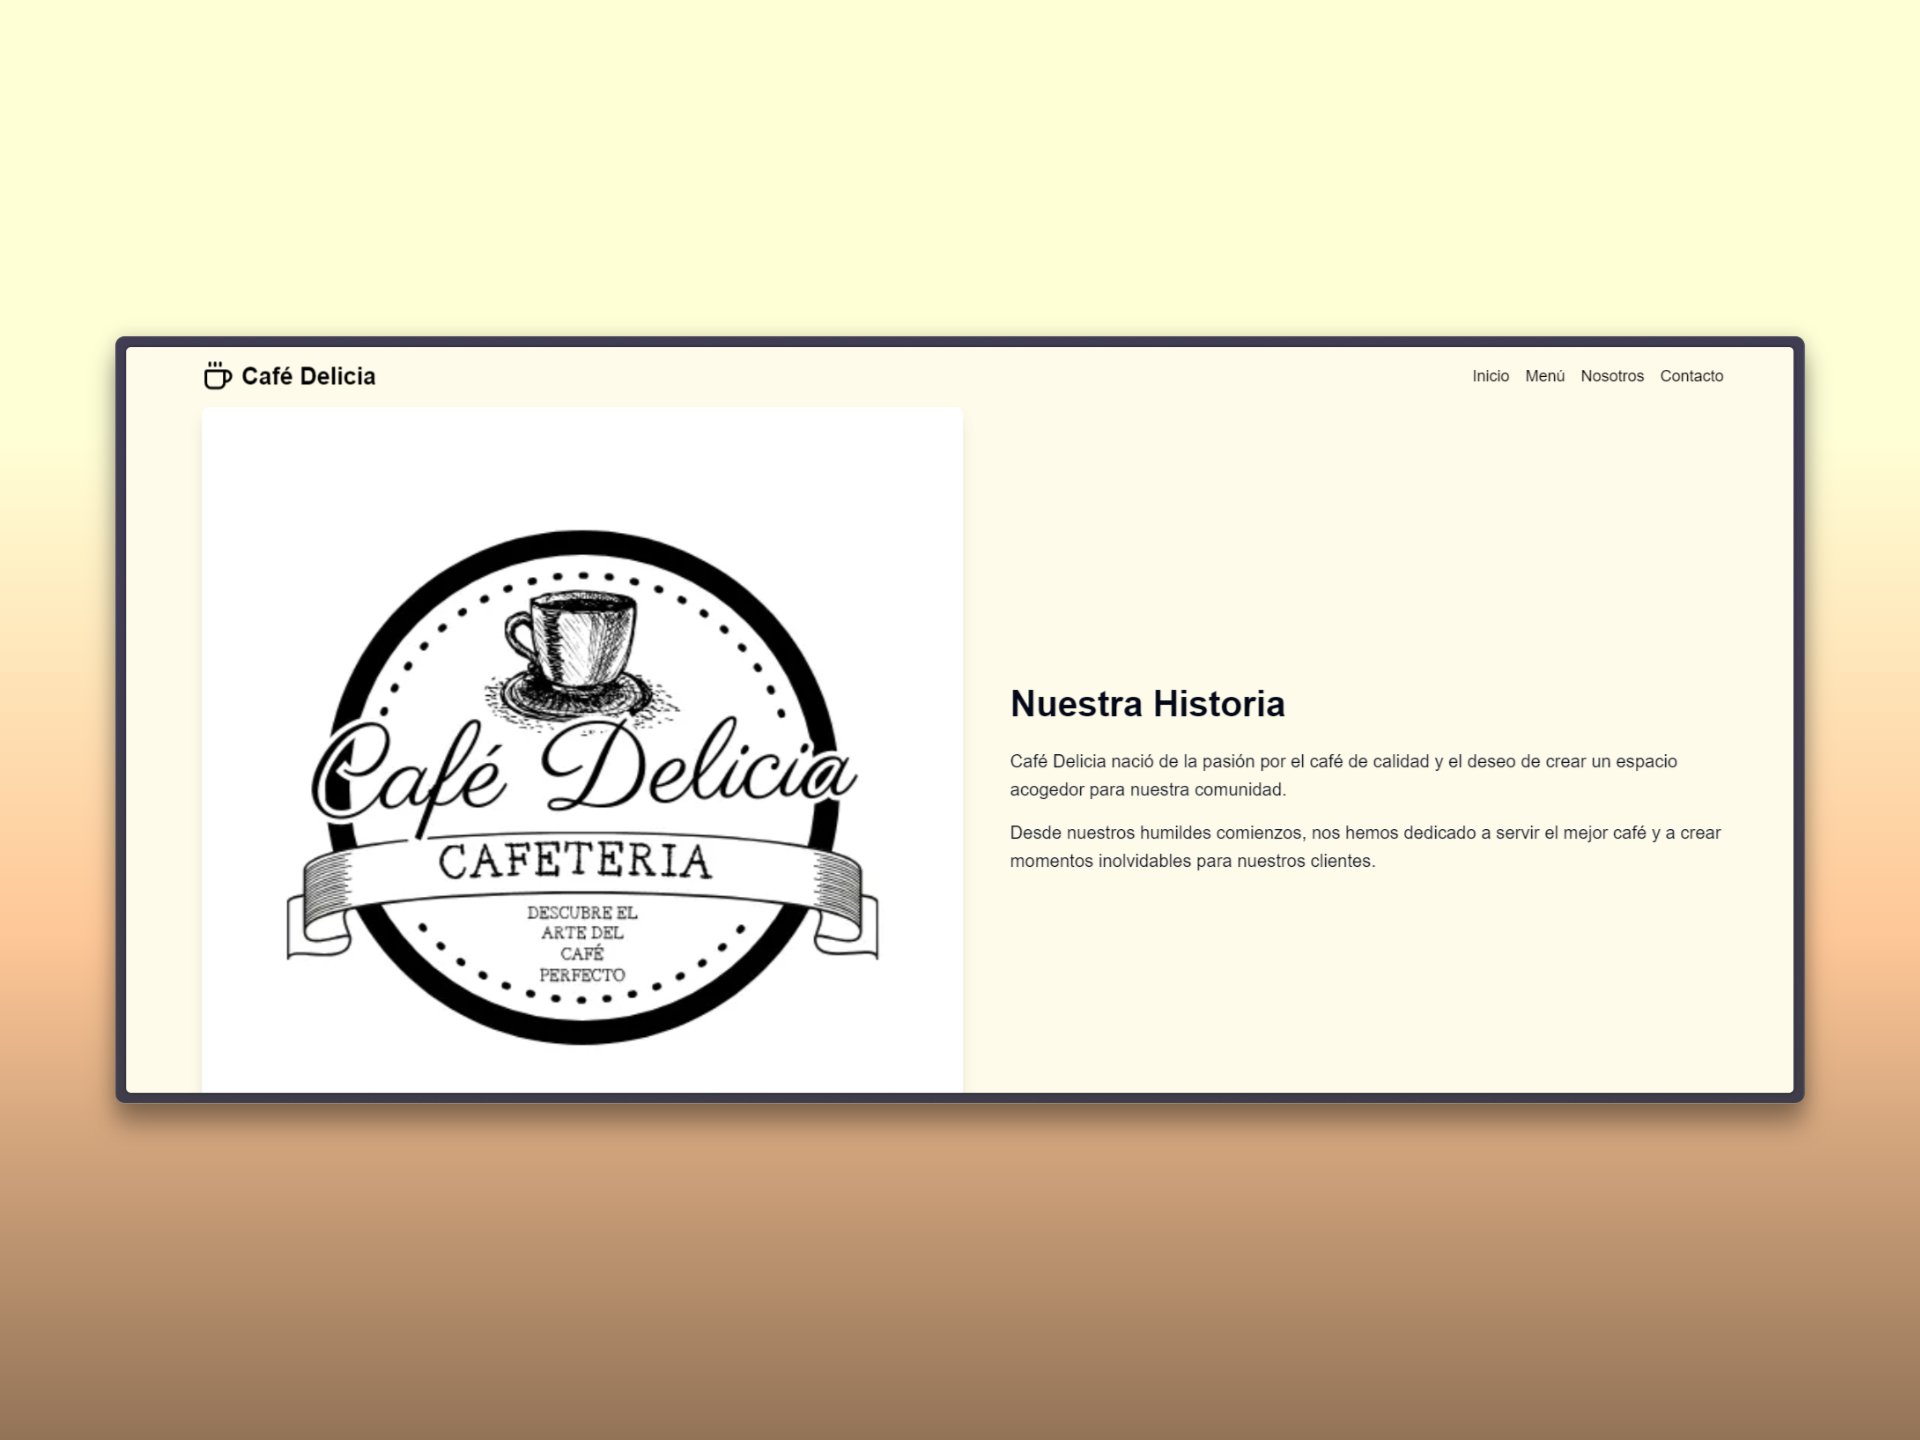 Café Delicia
Inicio Menú Nosotros Contacto
Café Delicia
CAFETERIA
DESCUBRE EL
ARTE DEL
CAFÉ
PERFECTO
Nuestra Historia
Café Delicia nació de la pasión por el café de calidad y el deseo de crear un espacio
acogedor para nuestra comunidad.
Desde nuestros humildes comienzos, nos hemos dedicado a servir el mejor café y a crear
momentos inolvidables para nuestros clientes.